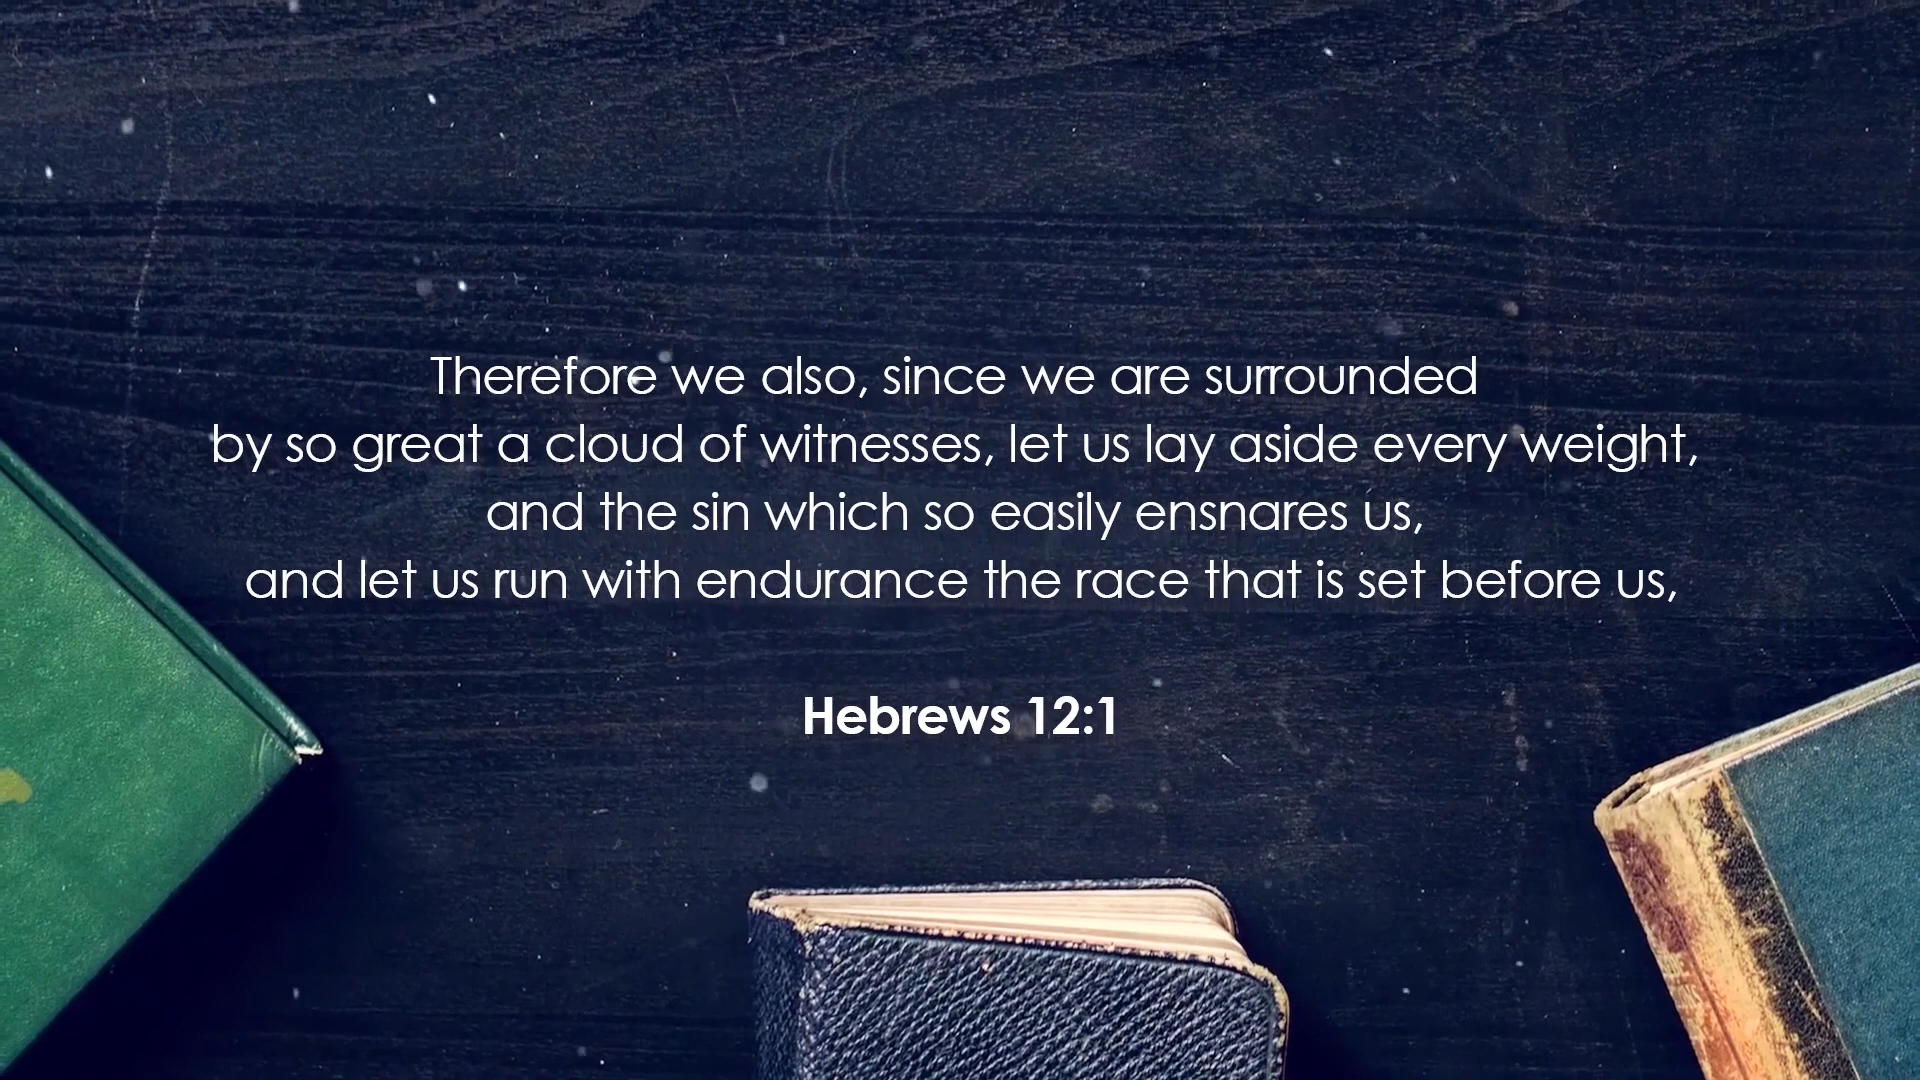 Therefore we also, since we are surrounded
by so great a cloud of witnesses, let us lay aside every weight,
and the sin which so easily ensnares us,
and let us run with endurance the race that is set before us,
Hebrews 12:1